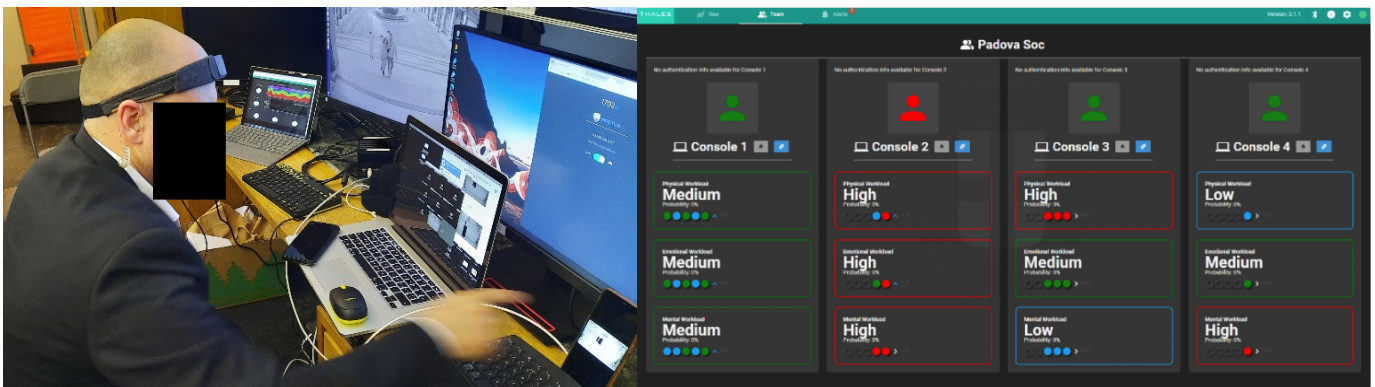 THALES New Team Alerts Version: 3.1.1
Padova Soc
No authentication info available for Console 1
No authentication info available for Console 2
No authentication info available for Console 3
No authentication info available for Console 4
Console 1
Console 2
Console 3
Console 4
Physical Workload
Medium
Probability: 0%
Physical Workload
High
Probability: 0%
Physical Workload
High
Probability: 0%
Physical Workload
Low
Probability: 0%
Emotional Workload
Medium
Probability: 0%
Emotional Workload
High
Probability: 0%
Emotional Workload
Medium
Probability: 0%
Emotional Workload
Medium
Probability: 0%
Mental Workload
Medium
Probability: 0%
Mental Workload
High
Probability: 0%
Mental Workload
Low
Probability: 0%
Mental Workload
High
Probability: 0%